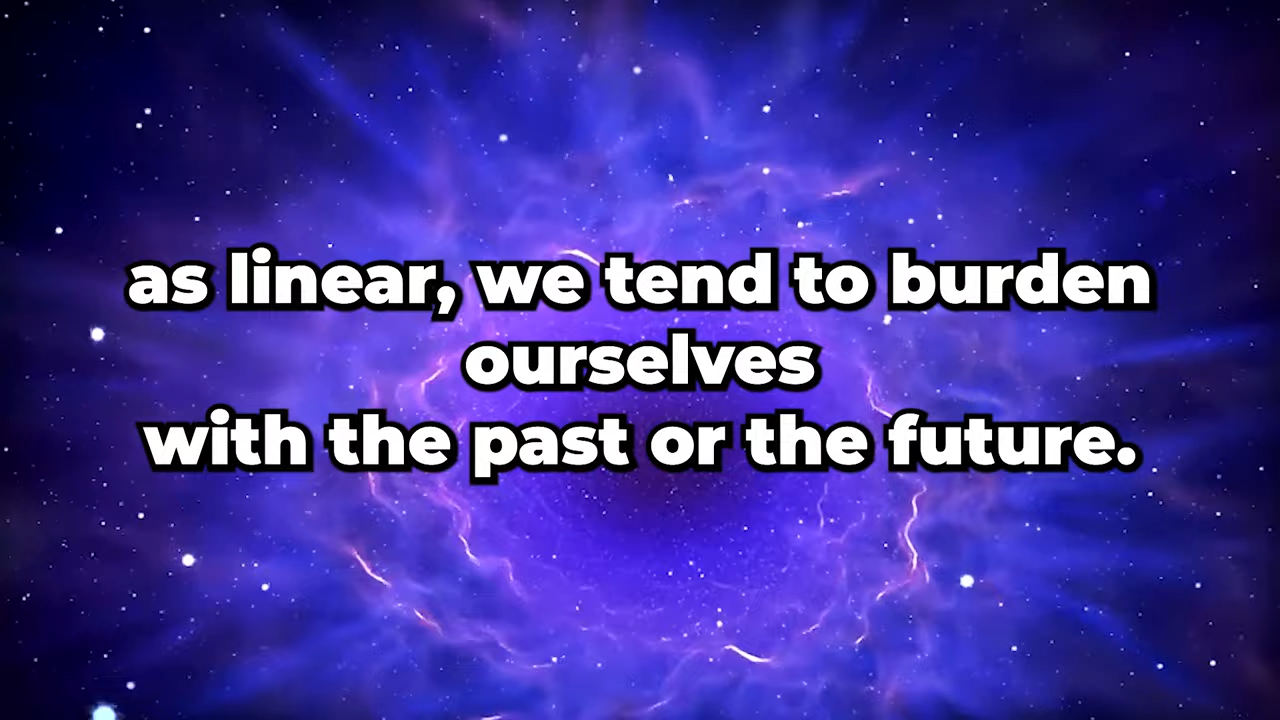 as linear, we tend to burden
ourselves
with the past or the future.